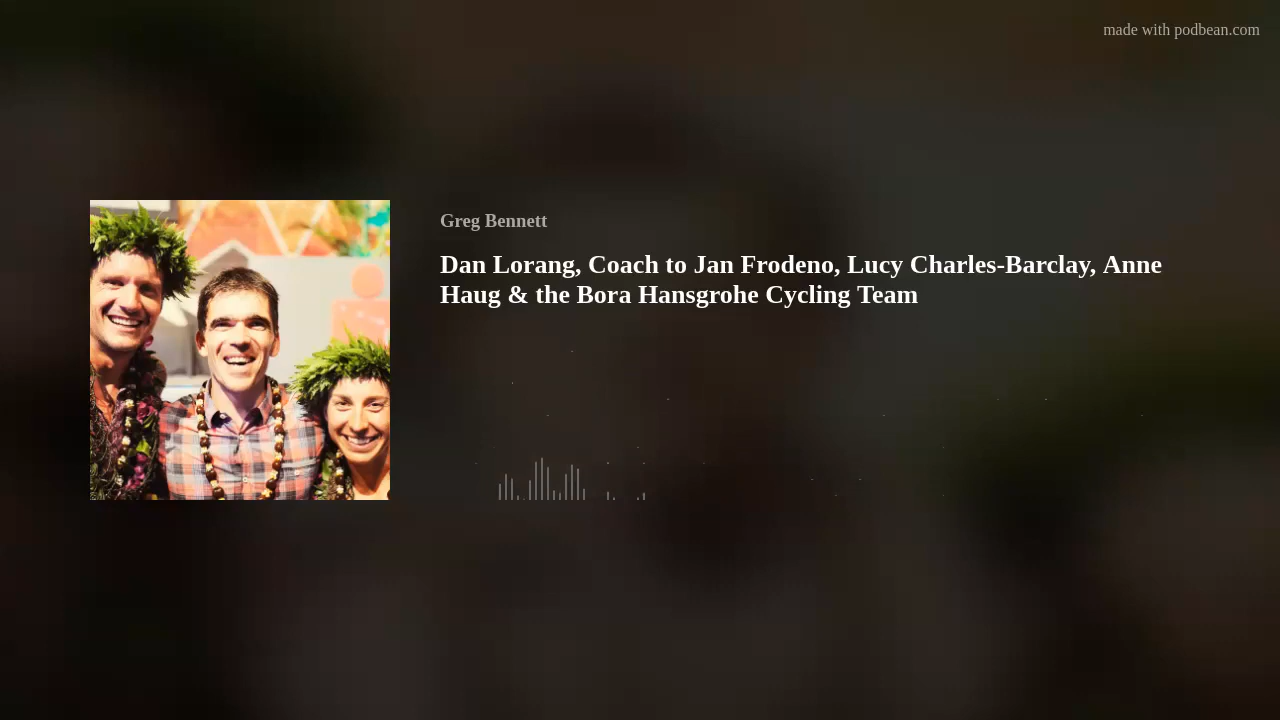 made with podbean.com
Greg Bennett
Dan Lorang, Coach to Jan Frodeno, Lucy Charles-Barclay, Anne
Haug & the Bora Hansgrohe Cycling Team